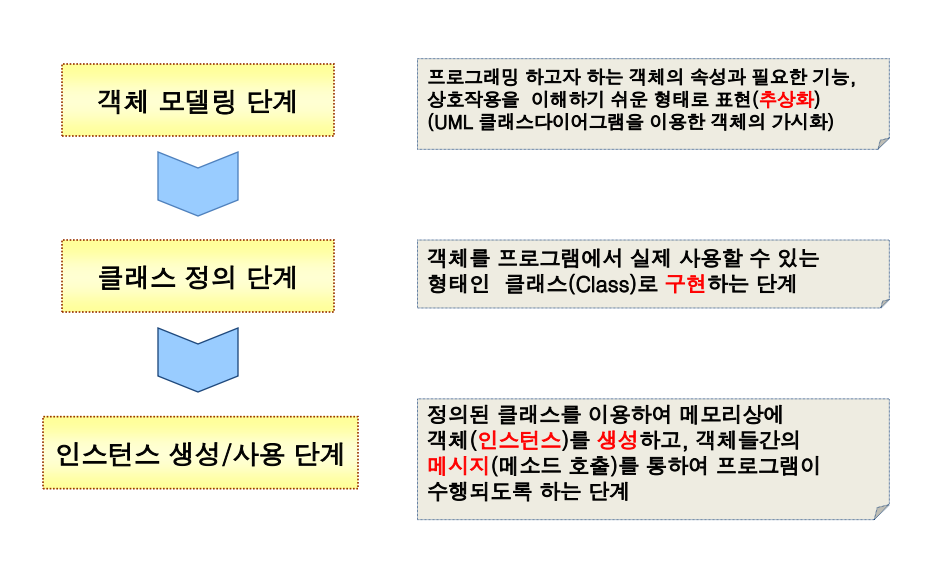 객체 모델링 단계
프로그래밍 하고자 하는 객체의 속성과 필요한 기능,
상호작용을 이해하기 쉬운 형태로 표현(추상화)
(UML 클래스다이어그램을 이용한 객체의 가시화)
클래스 정의 단계
객체를 프로그램에서 실제 사용할 수 있는
형태인 클래스(Class)로 구현하는 단계
인스턴스 생성/사용 단계
정의된 클래스를 이용하여 메모리상에
객체(인스턴스)를 생성하고, 객체들간의
메시지(메소드 호출)를 통하여 프로그램이
수행되도록 하는 단계